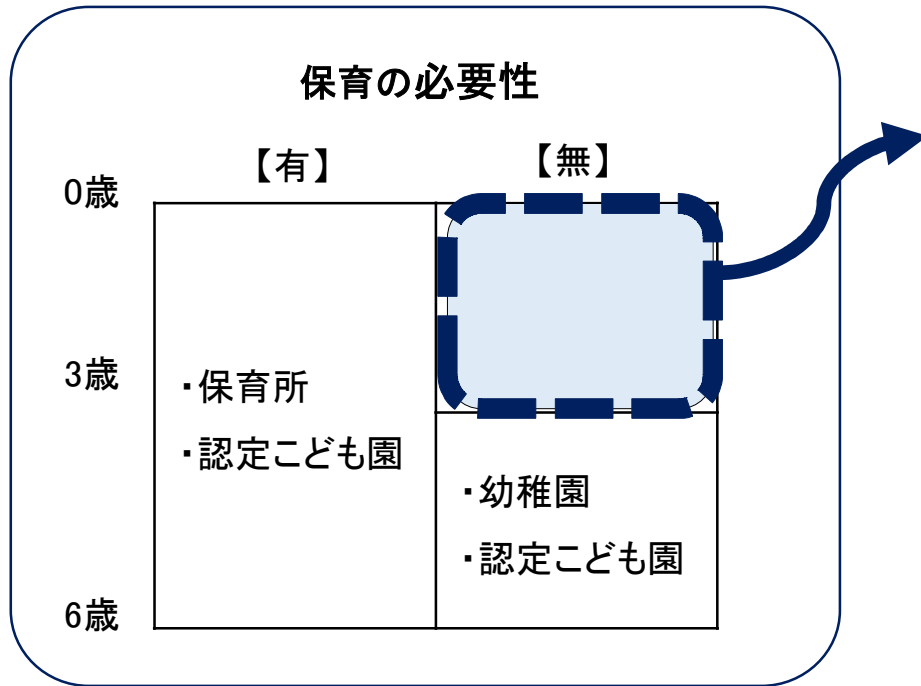 保育の必要性
【有】
【無】
0歳
3歳
・保育所
・認定こども園
・幼稚園
・認定こども園
6歳